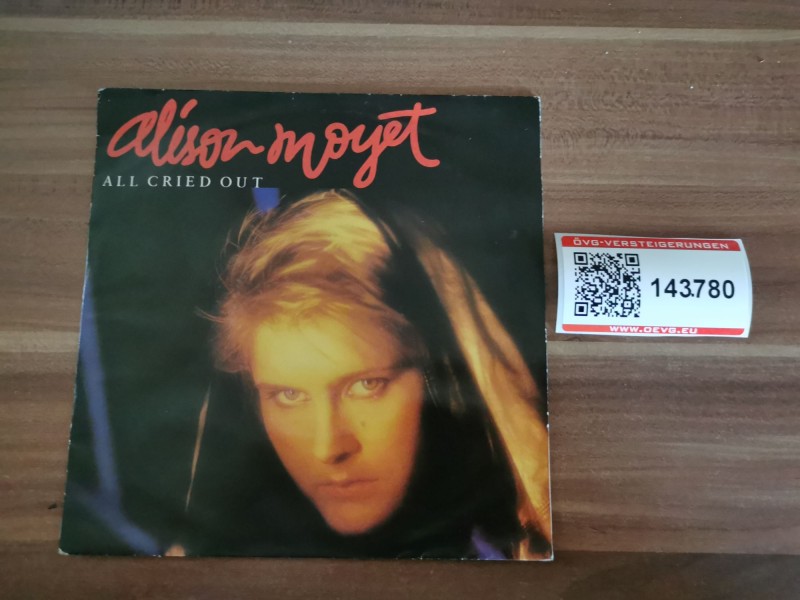 alison moyet
ALL CRIED OUT
ÖVG-VERSTEIGERUNGEN
143.780
WWW.OEVG.EU